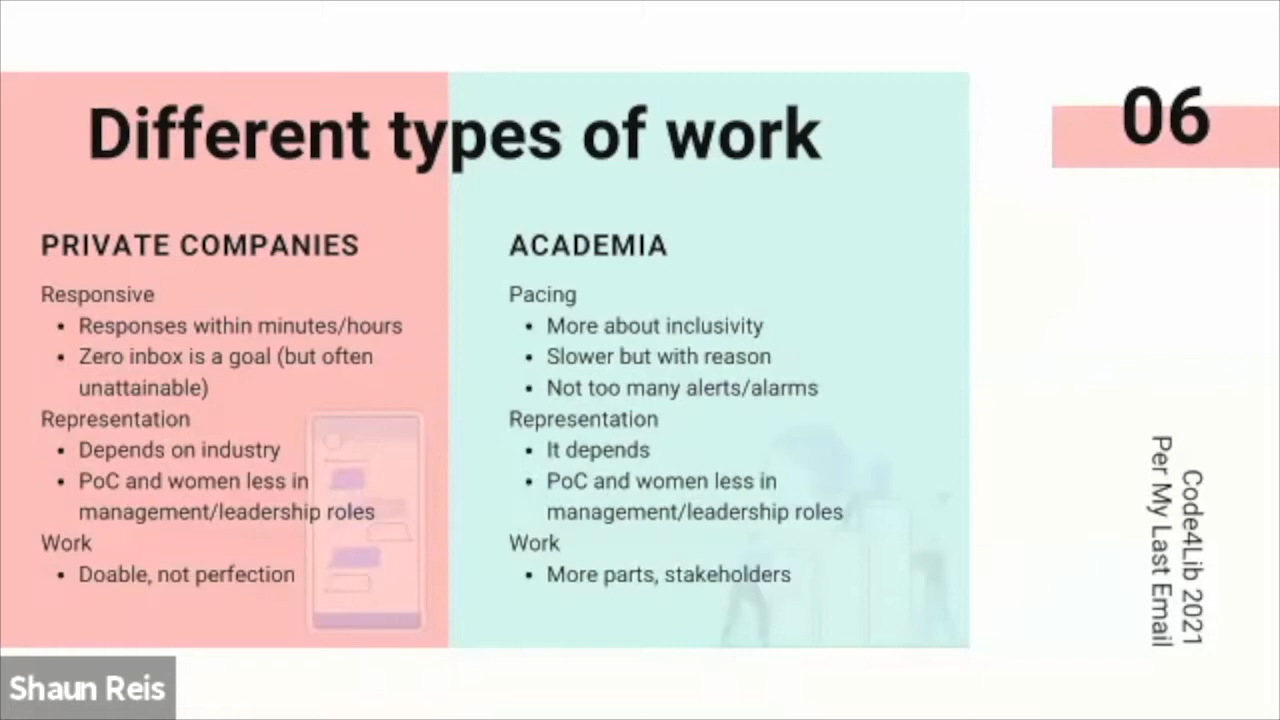 Different types of work
06
PRIVATE COMPANIES
Responsive
• Responses within minutes/hours
• Zero inbox is a goal (but often
unattainable)
Representation
• Depends on industry
• PoC and women less in
management/leadership roles
Work
• Doable, not perfection
ACADEMIA
Pacing
• More about inclusivity
• Slower but with reason
• Not too many alerts/alarms
Representation
• It depends
• PoC and women less in
management/leadership roles
Work
• More parts, stakeholders
Code4Lib 2021
Per My Last Email
Shaun Reis